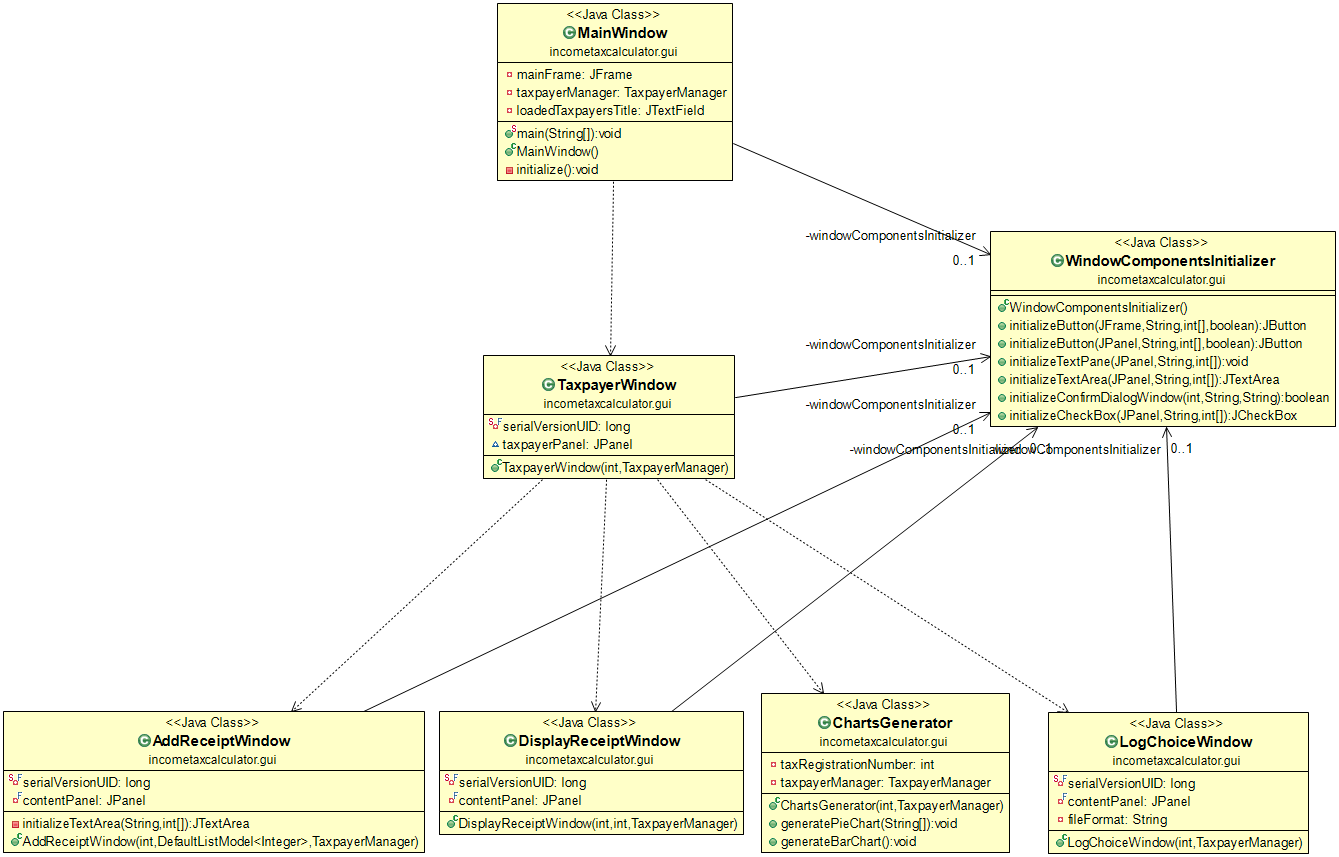 <<Java Class>>
MainWindow
incometaxcalculator.gui
mainFrame: JFrame
taxpayerManager: TaxpayerManager
loadedTaxpayersTitle: JTextField
main(String[]):void
MainWindow()
initialize():void
-windowComponentsInitializer
0..1
<<Java Class>>
WindowComponentsInitializer
incometaxcalculator.gui
WindowComponentsInitializer()
initializeButton(JFrame,String,int[],boolean):JButton
initializeButton(JPanel,String,int[],boolean):JButton
initializeTextPane(JPanel,String,int[]):void
initializeTextArea(JPanel,String,int[]):JTextArea
initializeConfirmDialogWindow(int,String,String):boolean
initializeCheckBox(JPanel,String,int[]):JCheckBox
-windowComponentsInitializer
0..1
<<Java Class>>
TaxpayerWindow
incometaxcalculator.gui
serialVersionUID: long
taxpayerPanel: JPanel
TaxpayerWindow(int,TaxpayerManager)
-windowComponentsInitializer
0..1
-windowComponentsInitializer
0..1
-windowComponentsInitializer
0..1
<<Java Class>>
AddReceiptWindow
incometaxcalculator.gui
serialVersionUID: long
contentPanel: JPanel
initializeTextArea(String,int[]):JTextArea
AddReceiptWindow(int,DefaultListModel<Integer>,TaxpayerManager)
<<Java Class>>
DisplayReceiptWindow
incometaxcalculator.gui
serialVersionUID: long
contentPanel: JPanel
DisplayReceiptWindow(int,int,TaxpayerManager)
<<Java Class>>
ChartsGenerator
incometaxcalculator.gui
taxRegistrationNumber: int
taxpayerManager: TaxpayerManager
ChartsGenerator(int,TaxpayerManager)
generatePieChart(String[]):void
generateBarChart():void
<<Java Class>>
LogChoiceWindow
incometaxcalculator.gui
serialVersionUID: long
contentPanel: JPanel
fileFormat: String
LogChoiceWindow(int,TaxpayerManager)